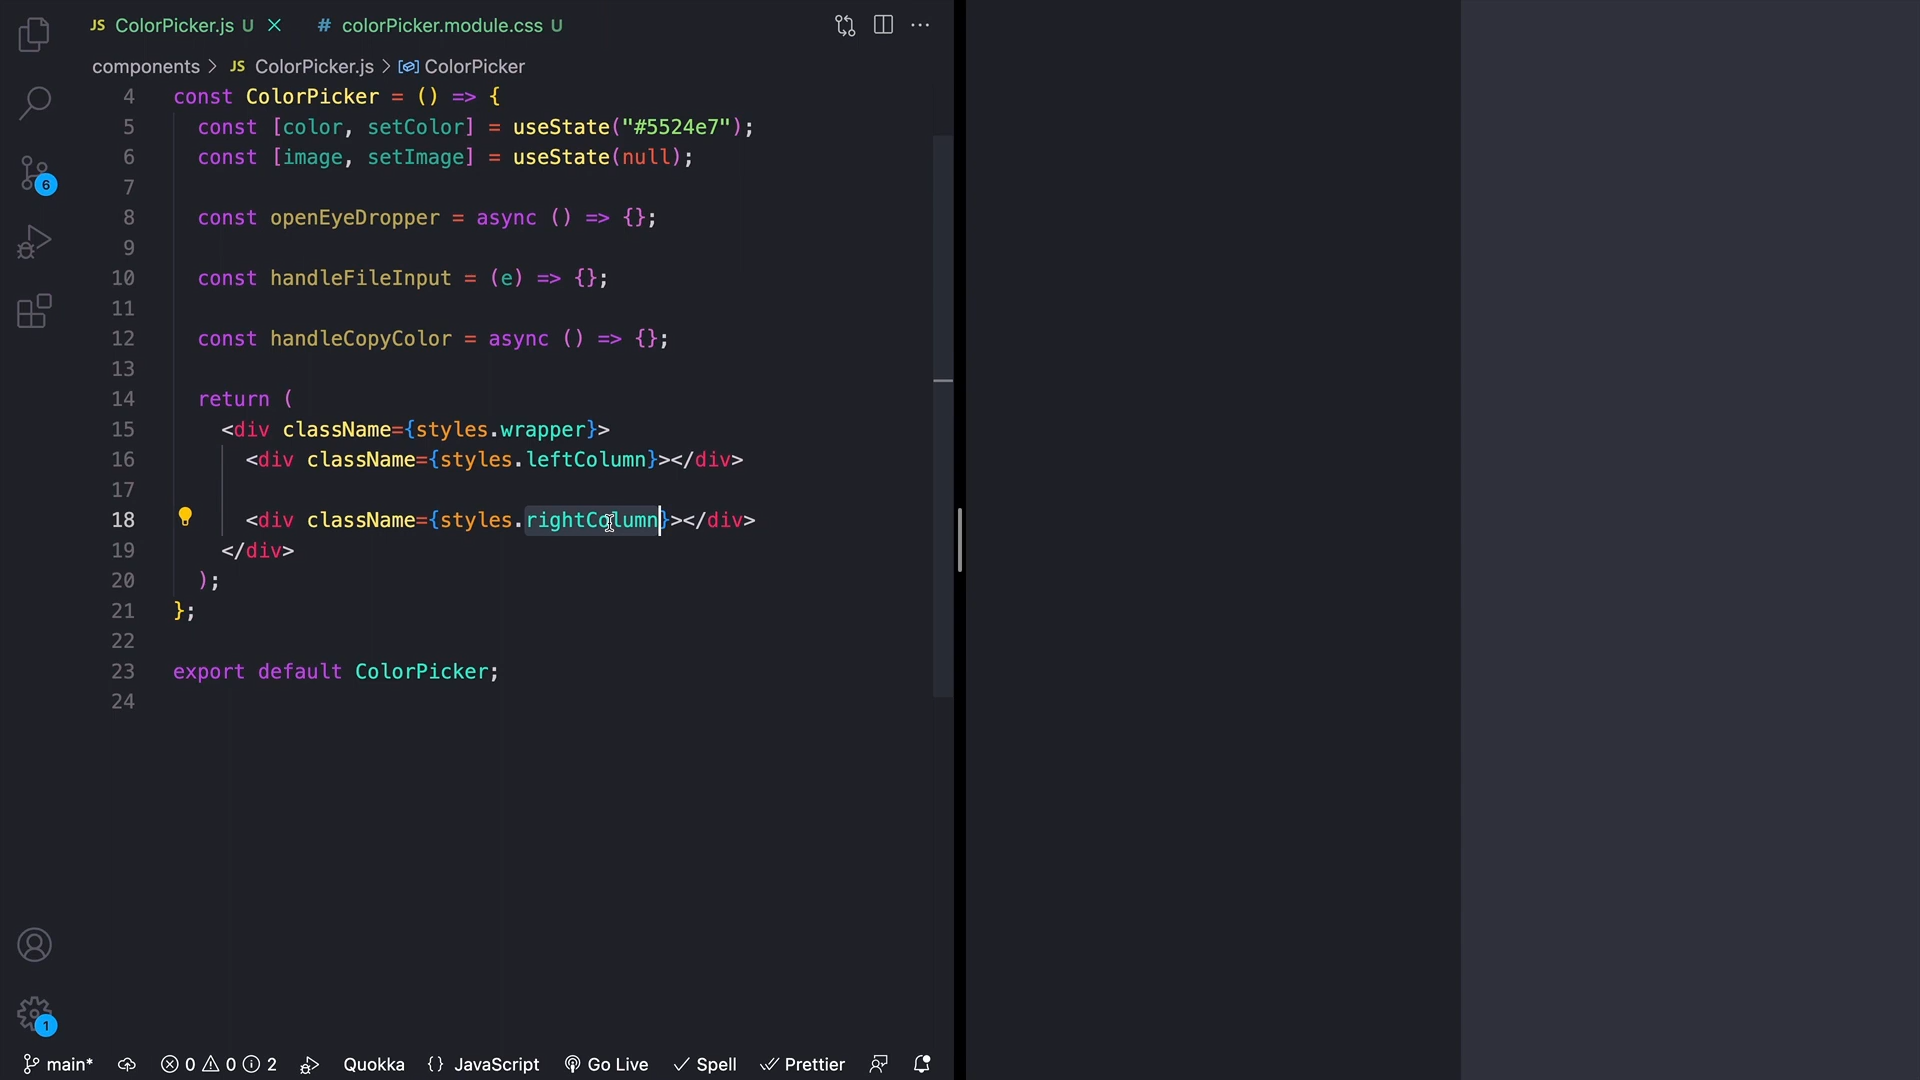 JS ColorPicker.js U
# colorPicker.module.css U
components > JS ColorPicker.js > ColorPicker
4 const ColorPicker = () => {
5 const [color, setColor] = useState("#5524e7");
6 const [image, setImage] = useState(null);
7
8 const openEyeDropper = async () => {};
9
10 const handleFileInput = (e) => {};
11
12 const handleCopyColor = async () => {};
13
14 return (
15 <div className={styles.wrapper}>
16 <div className={styles.leftColumn}></div>
17
18 <div className={styles.rightColumn}></div>
19 </div>
20 );
21 };
22
23 export default ColorPicker;
24
6
1
main* 0 0 2 Quokka {} JavaScript Go Live Spell Prettier